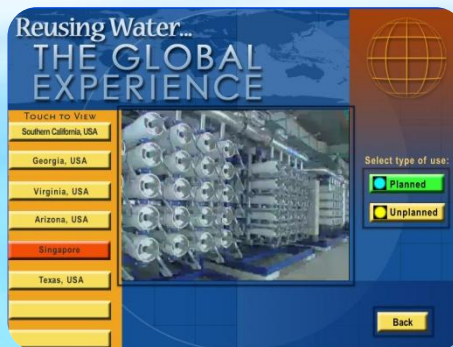 Reusing Water...
THE GLOBAL
EXPERIENCE
TOUCH TO VIEW
Southern California, USA
Georgia, USA
Virginia, USA
Arizona, USA
Singapore
Texas, USA
Select type of use:
Planned
Unplanned
Back